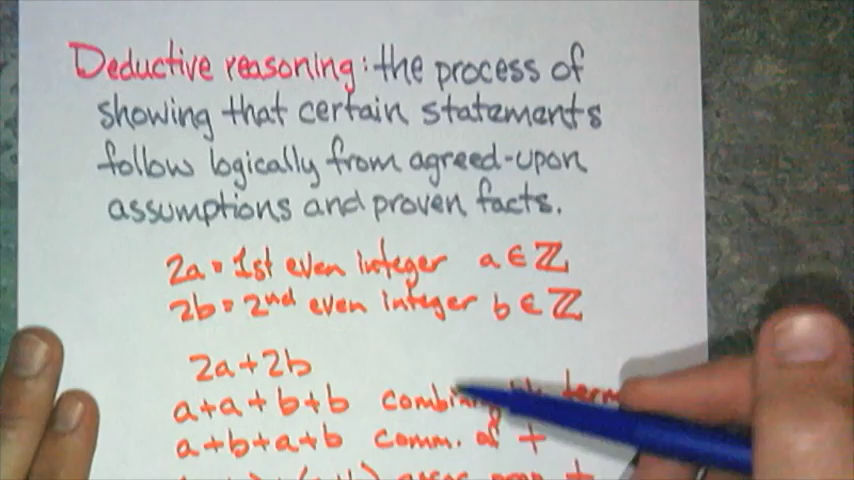 Deductive reasoning: the process of
showing that certain statements
follow logically from agreed-upon
assumptions and proven facts.
2a = 1st even integer a ∈ ℤ
2b = 2nd even integer b ∈ ℤ
2a+2b
a+a+b+b combining
a+b+a+b comm. of +